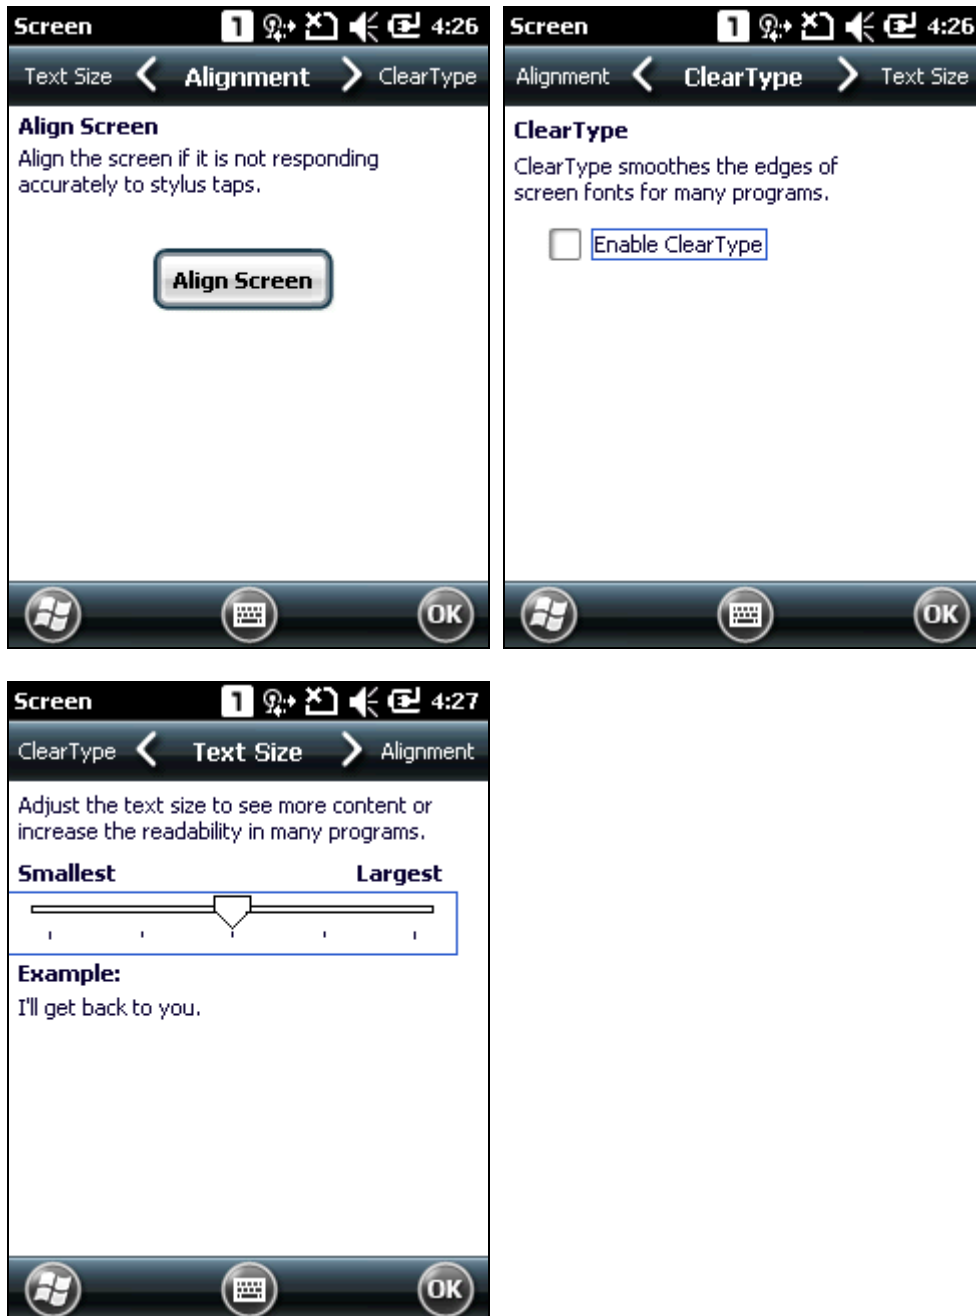 Screen 1 4:26
Text Size Alignment ClearType
Align Screen
Align the screen if it is not responding
accurately to stylus taps.
Align Screen
OK
Screen 1 4:26
Alignment ClearType Text Size
ClearType
ClearType smoothes the edges of
screen fonts for many programs.
Enable ClearType
OK
Screen 1 4:27
ClearType Text Size Alignment
Adjust the text size to see more content or
increase the readability in many programs.
Smallest Largest
Example:
I'll get back to you.
OK